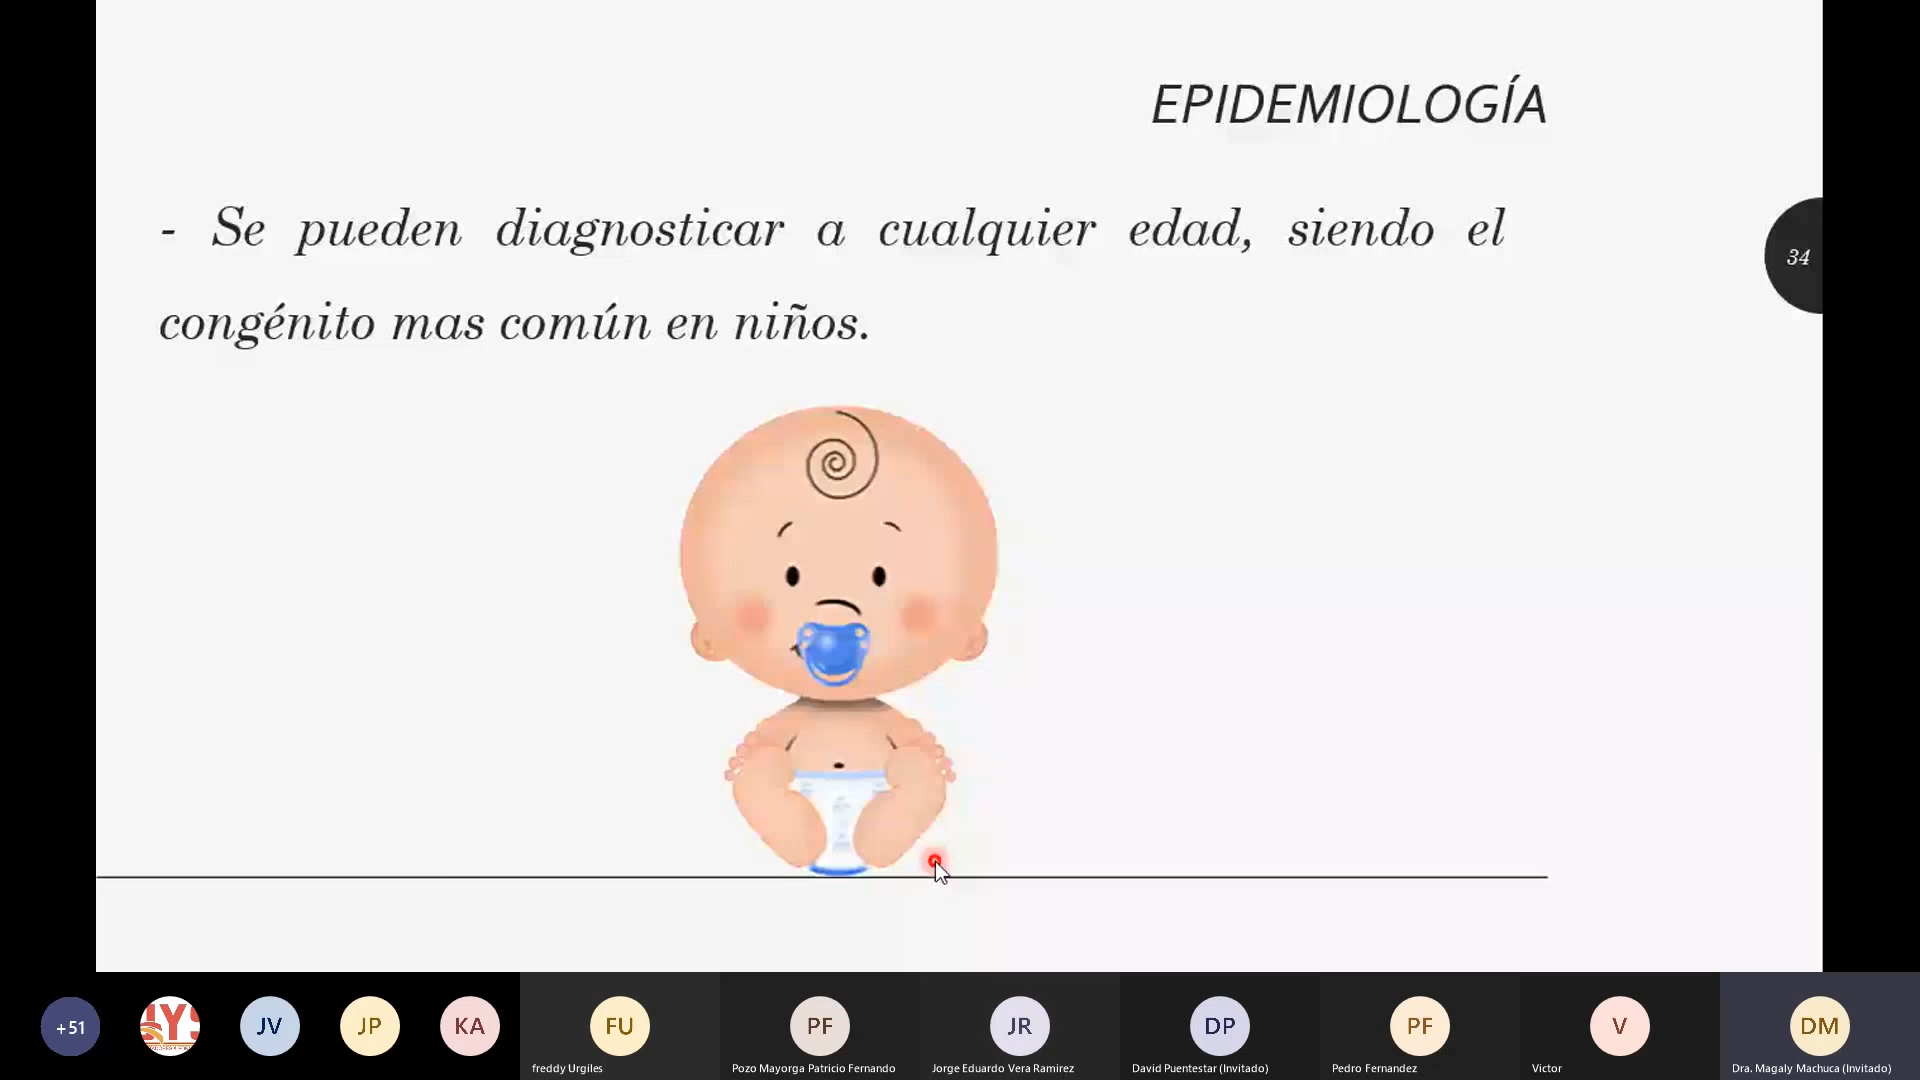 EPIDEMIOLOGÍA
- Se pueden diagnosticar a cualquier edad, siendo el
congénito mas común en niños.
34
+51
JV
JP
KA
FU
PF
JR
DP
PF
V
DM
freddy Urgiles
Pozo Mayorga Patricio Fernando
Jorge Eduardo Vera Ramirez
David Puentestar (Invitado)
Pedro Fernandez
Victor
Dra. Magaly Machuca (Invitado)